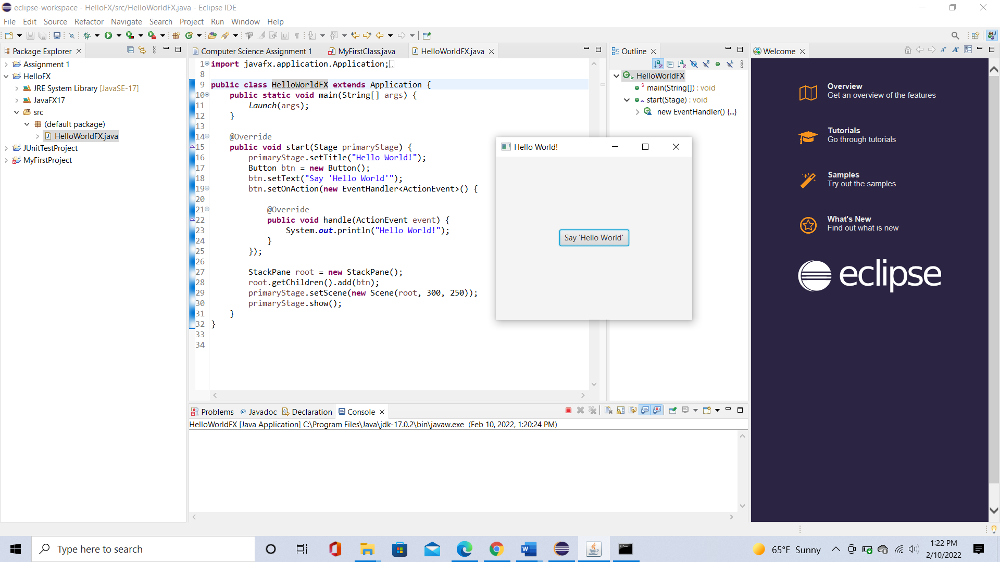 eclipse-workspace - HelloFX/src/HelloWorldFX.java - Eclipse IDE
File Edit Source Refactor Navigate Search Project Run Window Help
Package Explorer
Assignment 1
HelloFX
JRE System Library [JavaSE-17]
JavaFX17
src
(default package)
HelloWorldFX.java
JUnitTestProject
MyFirstProject
Computer Science Assignment 1 MyFirstClass.java HelloWorldFX.java
1 import javafx.application.Application;
8
9 public class HelloWorldFX extends Application {
10 public static void main(String[] args) {
11 launch(args);
12 }
13
14 @Override
15 public void start(Stage primaryStage) {
16 primaryStage.setTitle("Hello World!");
17 Button btn = new Button();
18 btn.setText("Say 'Hello World'");
19 btn.setOnAction(new EventHandler<ActionEvent>() {
20
21 @Override
22 public void handle(ActionEvent event) {
23 System.out.println("Hello World!");
24 }
25 });
26
27 StackPane root = new StackPane();
28 root.getChildren().add(btn);
29 primaryStage.setScene(new Scene(root, 300, 250));
30 primaryStage.show();
31 }
32 }
33
34
Hello World!
Say 'Hello World'
Outline
HelloWorldFX
main(String[]) : void
start(Stage) : void
new EventHandler() {...}
Welcome
Overview
Get an overview of the features
Tutorials
Go through tutorials
Samples
Try out the samples
What's New
Find out what is new
eclipse
Problems @ Javadoc Declaration Console
HelloWorldFX [Java Application] C:\Program Files\Java\jdk-17.0.2\bin\javaw.exe (Feb 10, 2022, 1:20:24 PM)
Type here to search
65°F Sunny
1:22 PM
2/10/2022